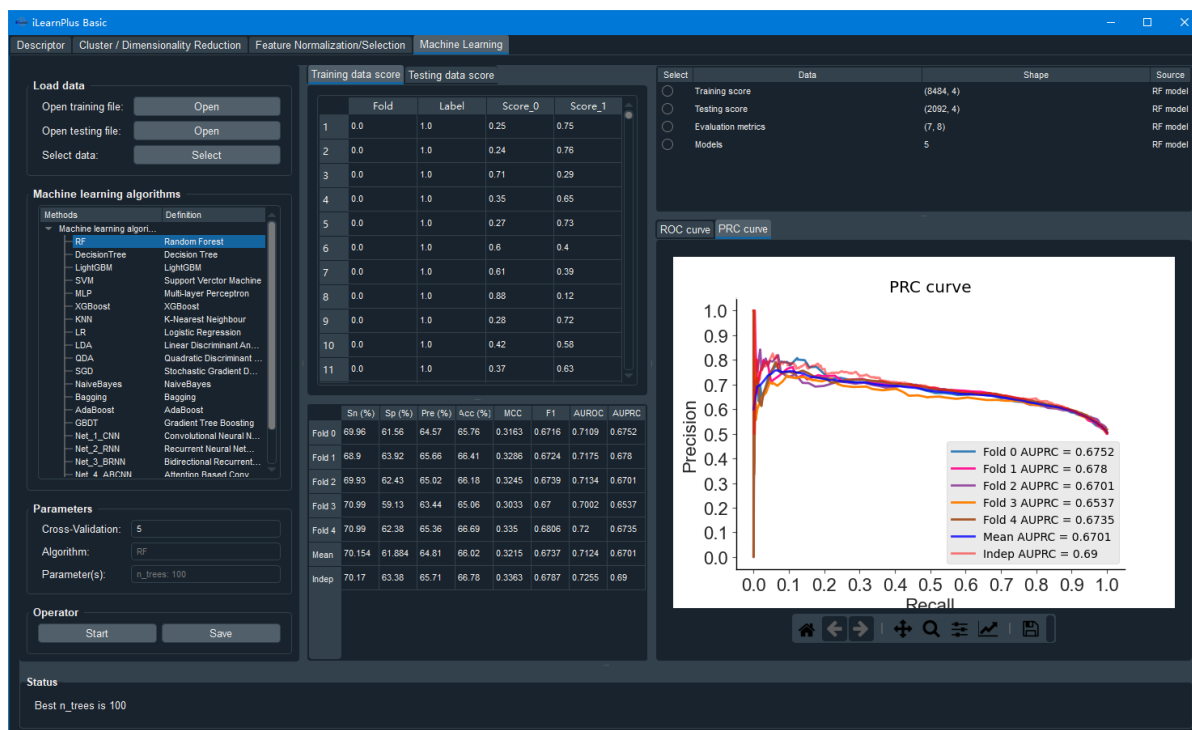 iLearnPlus Basic
Descriptor Cluster / Dimensionality Reduction Feature Normalization/Selection Machine Learning
Load data
Open training file: Open
Open testing file: Open
Select data: Select
Machine learning algorithms
Methods Definition
Machine learning algori...
RF Random Forest
DecisionTree Decision Tree
LightGBM LightGBM
SVM Support Verctor Machine
MLP Multi-layer Perceptron
XGBoost XGBoost
KNN K-Nearest Neighbour
LR Logistic Regression
LDA Linear Discriminant An...
QDA Quadratic Discriminant ...
SGD Stochastic Gradient D...
NaiveBayes NaiveBayes
Bagging Bagging
AdaBoost AdaBoost
GBDT Gradient Tree Boosting
Net_1_CNN Convolutional Neural N...
Net_2_RNN Recurrent Neural Net...
Net_3_BRNN Bidirectional Recurrent...
Net_4_ABCNN Attention Based Conv
Parameters
Cross-Validation: 5
Algorithm: RF
Parameter(s): n_trees: 100
Operator
Start Save
Training data score Testing data score
Fold Label Score_0 Score_1
1 0.0 1.0 0.25 0.75
2 0.0 1.0 0.24 0.76
3 0.0 1.0 0.71 0.29
4 0.0 1.0 0.35 0.65
5 0.0 1.0 0.27 0.73
6 0.0 1.0 0.6 0.4
7 0.0 1.0 0.61 0.39
8 0.0 1.0 0.88 0.12
9 0.0 1.0 0.28 0.72
10 0.0 1.0 0.42 0.58
11 0.0 1.0 0.37 0.63
Sn (%) Sp (%) Pre (%) Acc (%) MCC F1 AUROC AUPRC
Fold 0 69.96 61.56 64.57 65.76 0.3163 0.6716 0.7109 0.6752
Fold 1 68.9 63.92 65.66 66.41 0.3286 0.6724 0.7175 0.678
Fold 2 69.93 62.43 65.02 66.18 0.3245 0.6739 0.7134 0.6701
Fold 3 70.99 59.13 63.44 65.06 0.3033 0.67 0.7002 0.6537
Fold 4 70.99 62.38 65.36 66.69 0.335 0.6806 0.72 0.6735
Mean 70.154 61.884 64.81 66.02 0.3215 0.6737 0.7124 0.6701
Indep 70.17 63.38 65.71 66.78 0.3363 0.6787 0.7255 0.69
Select Data Shape Source
Training score (8484, 4) RF model
Testing score (2092, 4) RF model
Evaluation metrics (7, 8) RF model
Models 5 RF model
ROC curve PRC curve
PRC curve
1.0
0.9
0.8
0.7
0.6
0.5
0.4
0.3
0.2
0.1
0.0
Precision
Fold 0 AUPRC = 0.6752
Fold 1 AUPRC = 0.678
Fold 2 AUPRC = 0.6701
Fold 3 AUPRC = 0.6537
Fold 4 AUPRC = 0.6735
Mean AUPRC = 0.6701
Indep AUPRC = 0.69
0.0 0.1 0.2 0.3 0.4 0.5 0.6 0.7 0.8 0.9 1.0
Recall
Status
Best n_trees is 100